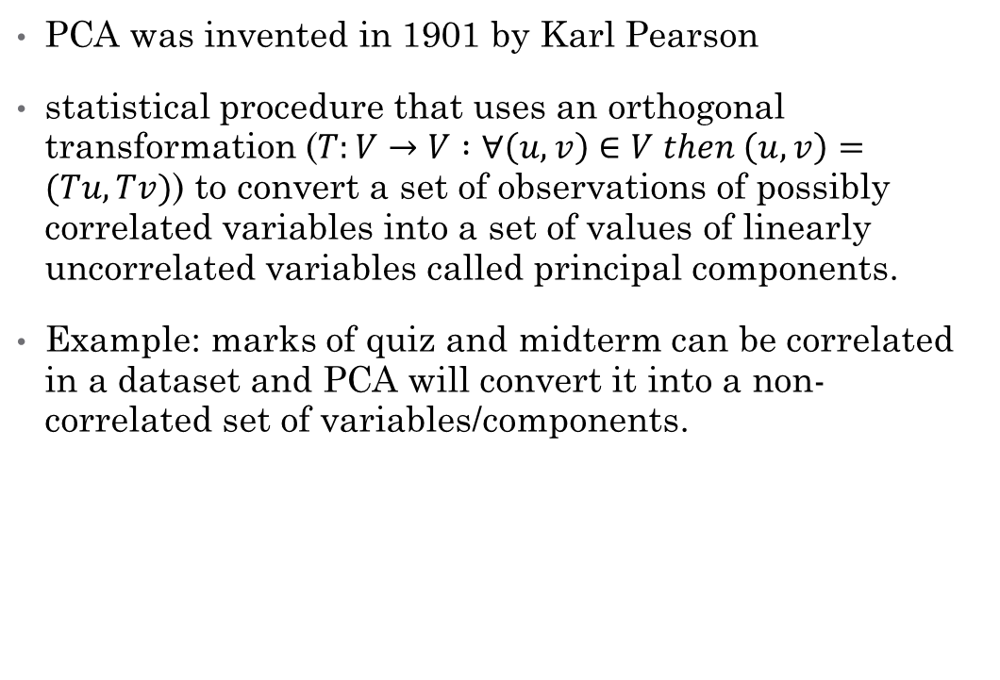 • PCA was invented in 1901 by Karl Pearson
• statistical procedure that uses an orthogonal
transformation (T: V → V : ∀(u, v) ∈ V then (u, v) =
(Tu, Tv)) to convert a set of observations of possibly
correlated variables into a set of values of linearly
uncorrelated variables called principal components.
• Example: marks of quiz and midterm can be correlated
in a dataset and PCA will convert it into a non-
correlated set of variables/components.